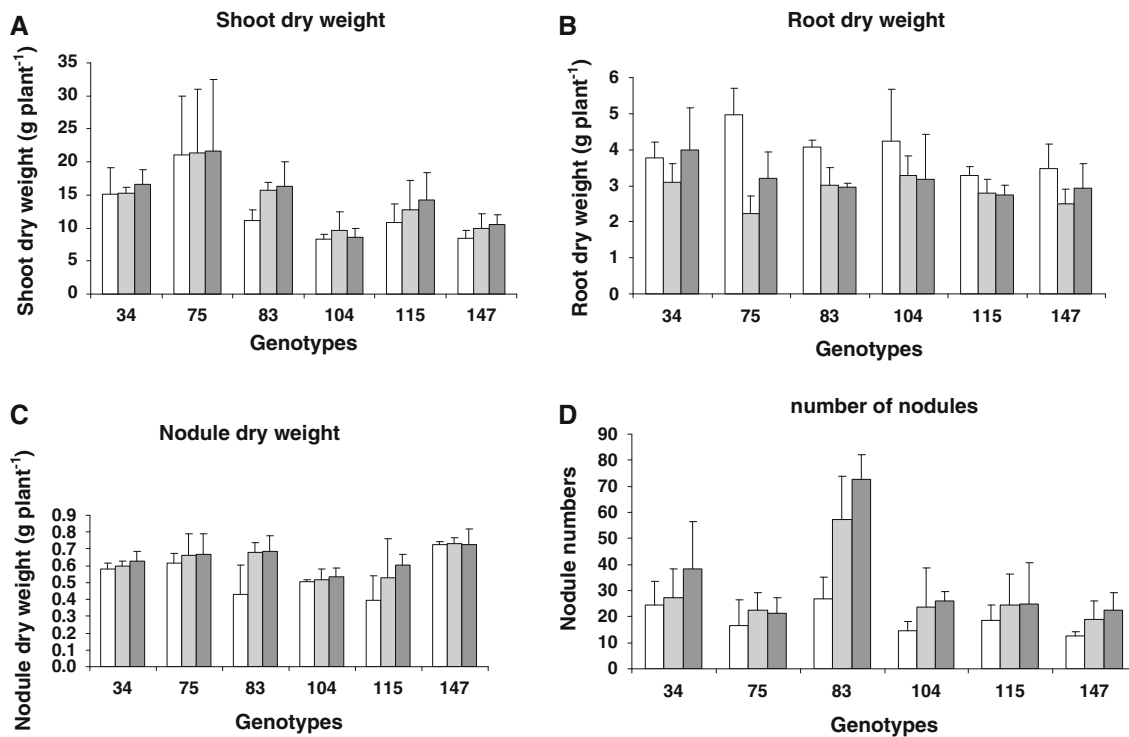 A
Shoot dry weight
Shoot dry weight (g plant⁻¹)
35
30
25
20
15
10
5
0
34 75 83 104 115 147
Genotypes
B
Root dry weight
Root dry weight (g plant⁻¹)
6
5
4
3
2
1
0
34 75 83 104 115 147
Genotypes
C
Nodule dry weight
Nodule dry weight (g plant⁻¹)
0.9
0.8
0.7
0.6
0.5
0.4
0.3
0.2
0.1
0.0
34 75 83 104 115 147
Genotypes
D
number of nodules
Nodule numbers
90
80
70
60
50
40
30
20
10
0
34 75 83 104 115 147
Genotypes